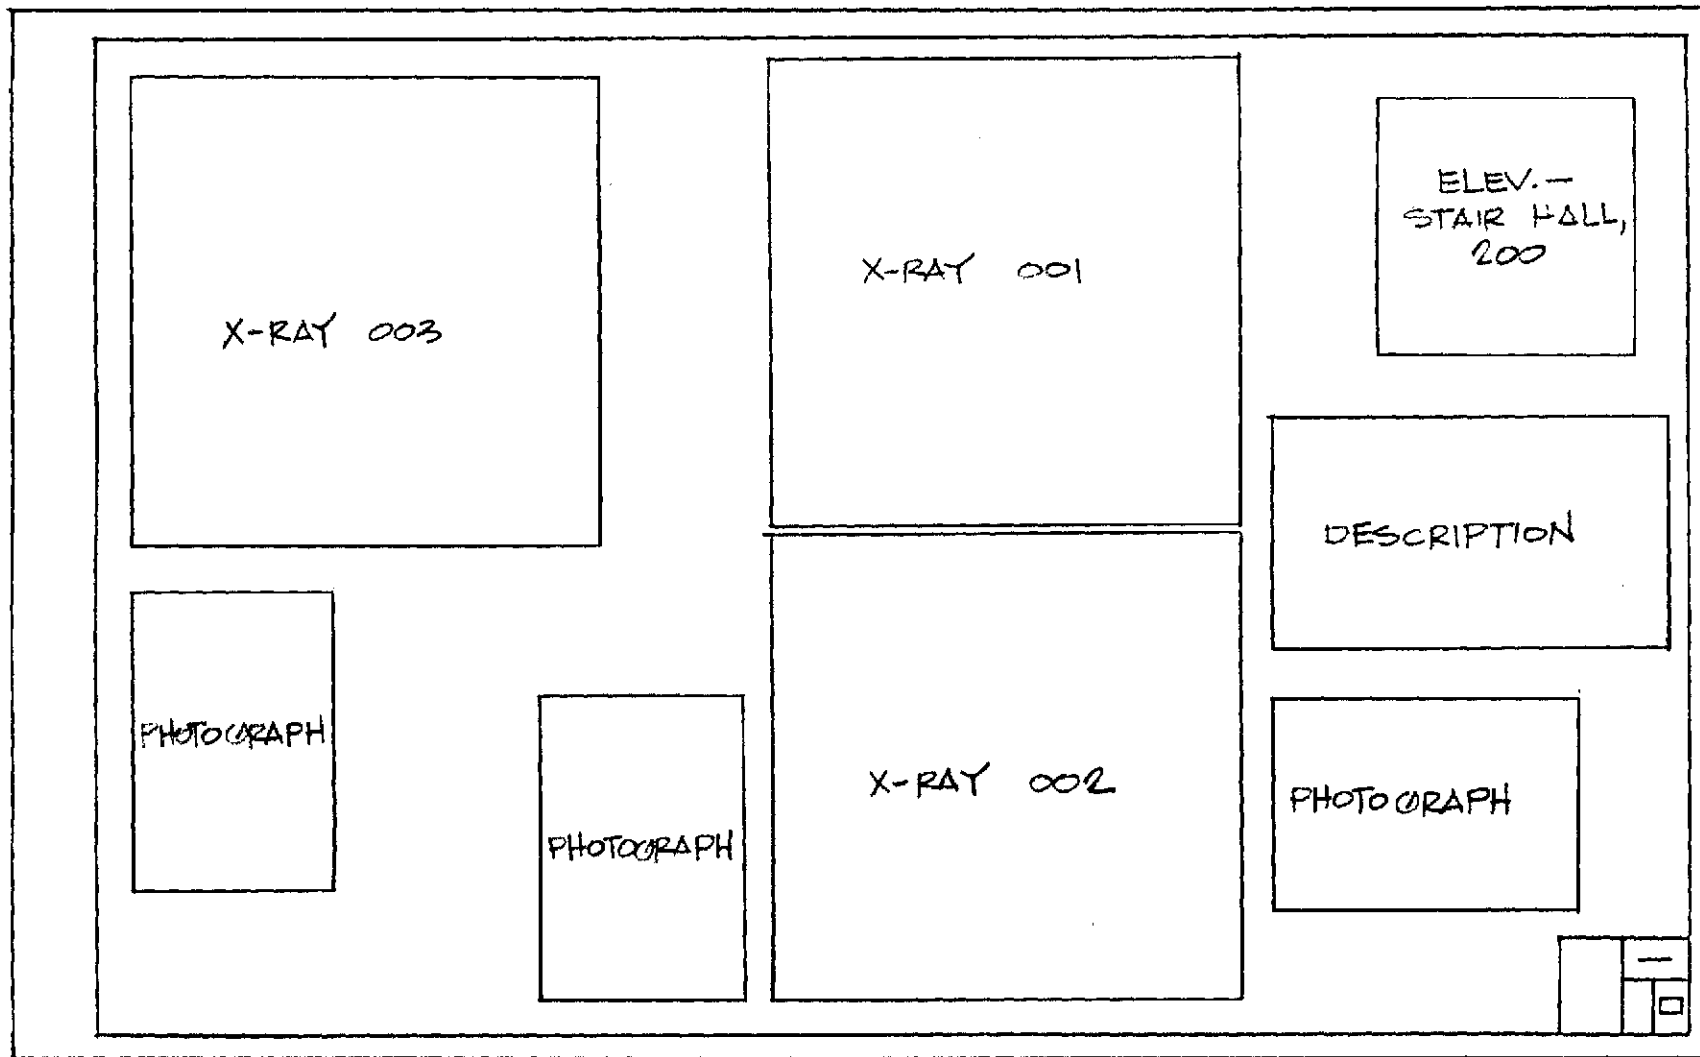 X-RAY 003
X-RAY 001
ELEV.—
STAIR HALL,
200
DESCRIPTION
PHOTOGRAPH
PHOTOGRAPH
X-RAY 002
PHOTOGRAPH